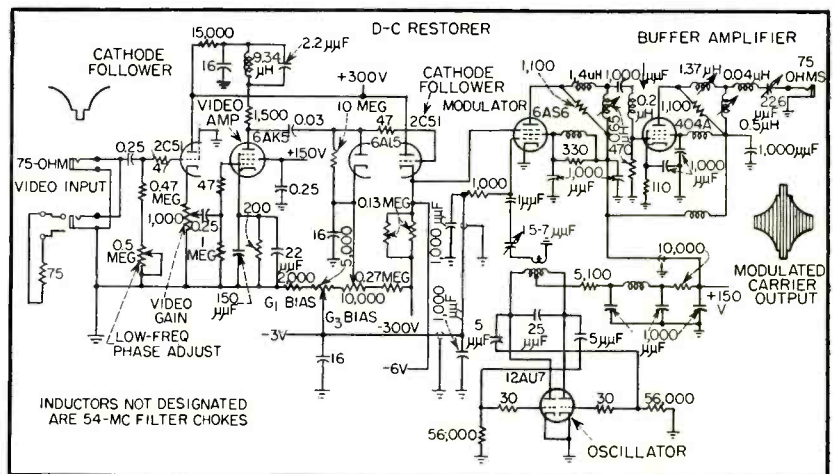 D-C RESTORER
BUFFER AMPLIFIER
CATHODE
FOLLOWER
15,000
16
9.34
μH
2.2μμF
+300V
10 MEG
CATHODE
FOLLOWER
2C51
MODULATOR
1,100
1.4uH
1,000
μμF
1.37μH
0.04μH
75
OHMS
VIDEO
AMP
1,500
0.03
6AK5
47
6AL5
6AS6
0.2
μH
1,100
404A
226
μμF
0.5μH
0.25
2C51
47
75-OHM
VIDEO INPUT
+150V
0.25
330
470
1,000μμF
0.47
MEG
47
200
1,000
1,000
μμF
1,000
μμF
110
1,000
0.25
1
MEG
0.13MEG
1μμF
0.5
MEG
22
μμF
16
5,000
1,000μμF
1.5-7μμF
10,000
MODULATED
CARRIER
OUTPUT
75
VIDEO
GAIN
150
μμF
2,000
G1 BIAS
0.27MEG
10,000
G3 BIAS
-300V
1,000
μμF
5,100
+150
V
LOW-FREQ
PHASE ADJUST
-3V
16
-6V
5
μμF
25
μμF
5μμF
1,000
μμF
12AU7
INDUCTORS NOT DESIGNATED
ARE 54-MC FILTER CHOKES
30
30
56,000
56,000
OSCILLATOR